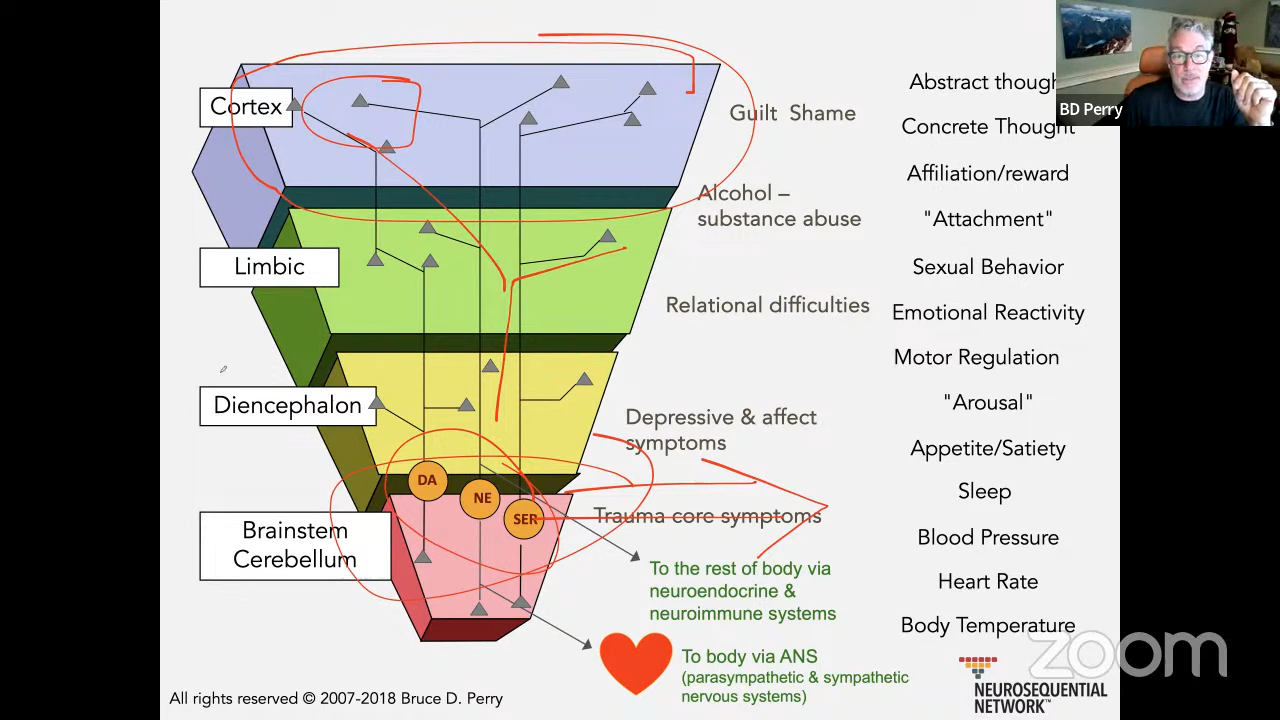 Cortex
Limbic
Diencephalon
Brainstem
Cerebellum
DA
NE
SER
Guilt Shame
Alcohol –
substance abuse
Relational difficulties
Depressive & affect
symptoms
Trauma core symptoms
To the rest of body via
neuroendocrine &
neuroimmune systems
To body via ANS
(parasympathetic & sympathetic
nervous systems)
Abstract though
Concrete Thought
Affiliation/reward
"Attachment"
Sexual Behavior
Emotional Reactivity
Motor Regulation
"Arousal"
Appetite/Satiety
Sleep
Blood Pressure
Heart Rate
Body Temperature
BD Perry
zoom
NEUROSEQUENTIAL
NETWORK™
All rights reserved © 2007-2018 Bruce D. Perry